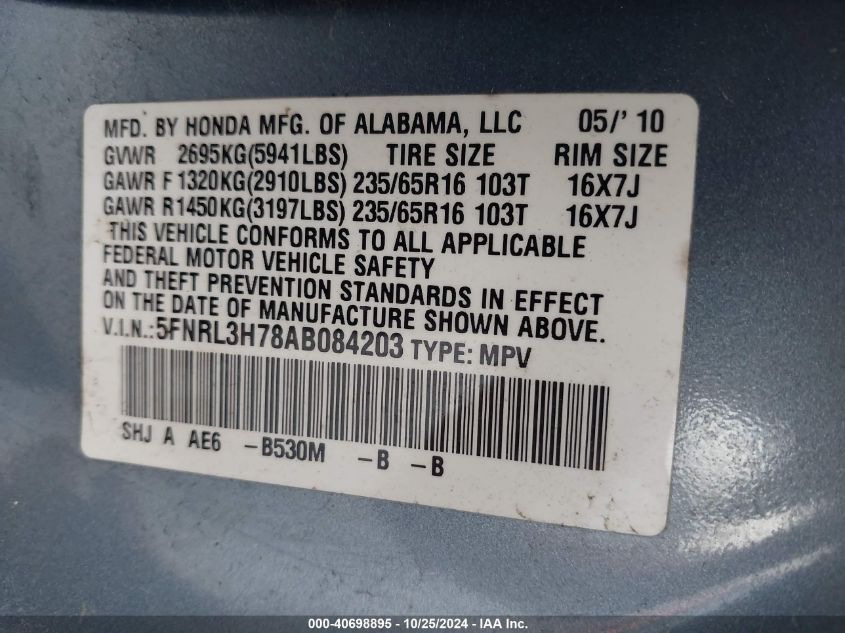 MFD. BY HONDA MFG. OF ALABAMA, LLC 05/'10
GVWR 2695KG(5941LBS) TIRE SIZE RIM SIZE
GAWR F1320KG(2910LBS) 235/65R16 103T 16X7J
GAWR R1450KG(3197LBS) 235/65R16 103T 16X7J
THIS VEHICLE CONFORMS TO ALL APPLICABLE
FEDERAL MOTOR VEHICLE SAFETY
AND THEFT PREVENTION STANDARDS IN EFFECT
ON THE DATE OF MANUFACTURE SHOWN ABOVE.
V.I.N.:5FNRL3H78AB084203 TYPE: MPV
SHJ A AE6 -B530M -B -B
000-40698895 - 10/25/2024 - IAA Inc.